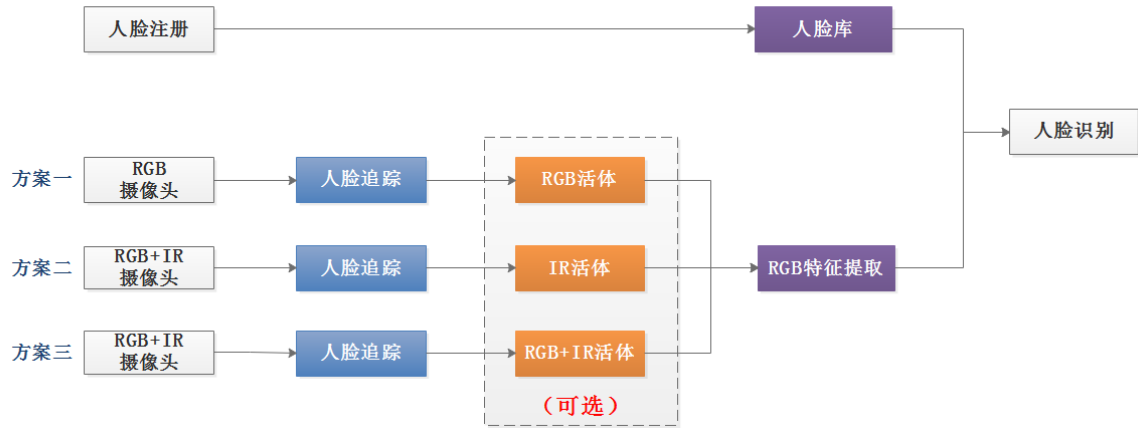 人脸注册
人脸库
人脸识别
方案一
RGB
摄像头
人脸追踪
RGB活体
方案二
RGB+IR
摄像头
人脸追踪
IR活体
RGB特征提取
方案三
RGB+IR
摄像头
人脸追踪
RGB+IR活体
（可选）